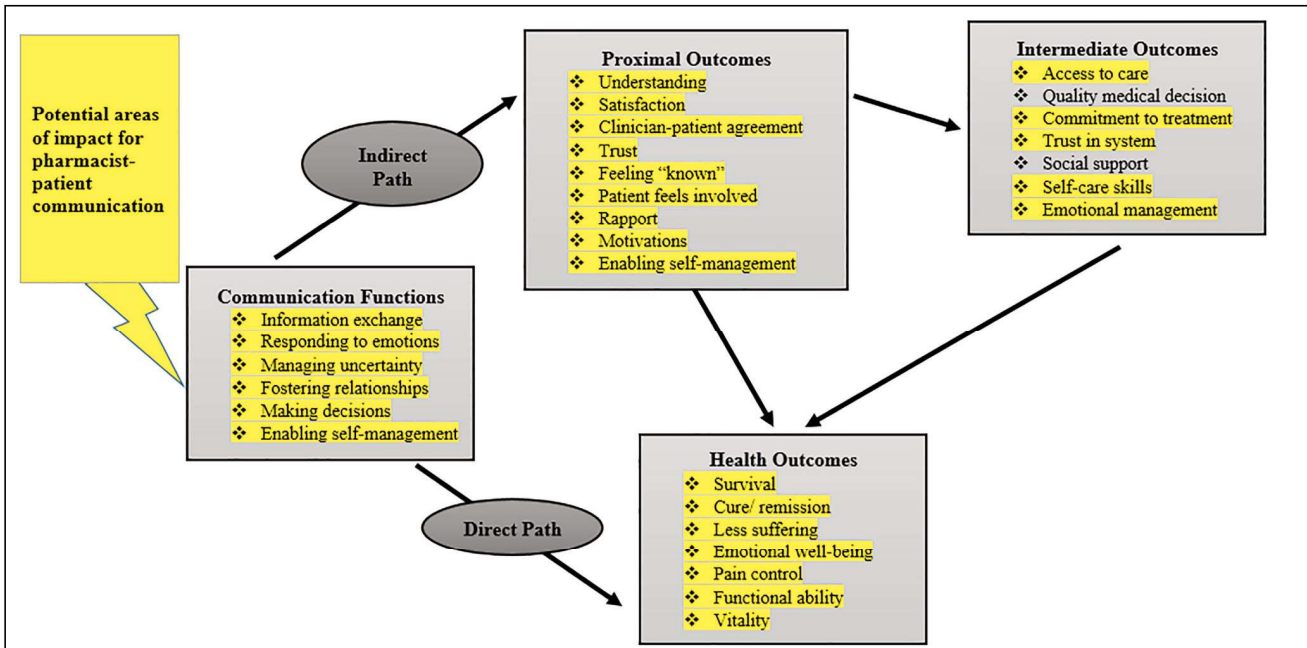 Potential areas
of impact for
pharmacist-
patient
communication
Indirect
Path
Proximal Outcomes
❖ Understanding
❖ Satisfaction
❖ Clinician-patient agreement
❖ Trust
❖ Feeling “known”
❖ Patient feels involved
❖ Rapport
❖ Motivations
❖ Enabling self-management
Intermediate Outcomes
❖ Access to care
❖ Quality medical decision
❖ Commitment to treatment
❖ Trust in system
❖ Social support
❖ Self-care skills
❖ Emotional management
Communication Functions
❖ Information exchange
❖ Responding to emotions
❖ Managing uncertainty
❖ Fostering relationships
❖ Making decisions
❖ Enabling self-management
Direct Path
Health Outcomes
❖ Survival
❖ Cure/ remission
❖ Less suffering
❖ Emotional well-being
❖ Pain control
❖ Functional ability
❖ Vitality